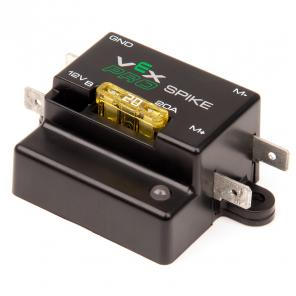 GND
VEX
PRO
SPIKE
12V B
20
20A
M-
M+